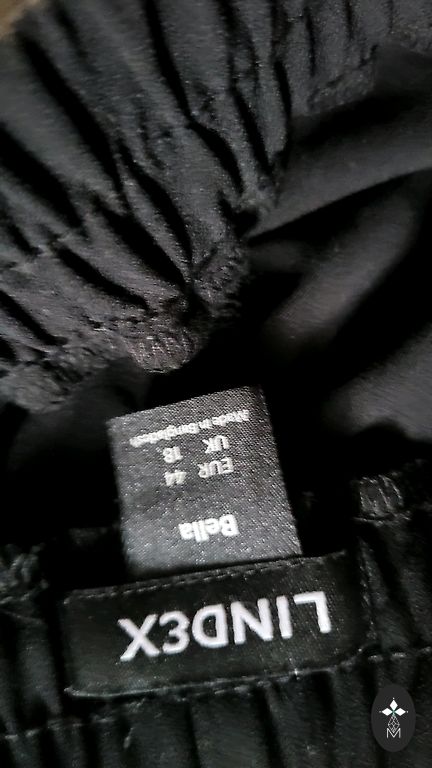 LINDEX
Bella
EUR 44
UK 18
Made in Bangladesh
M